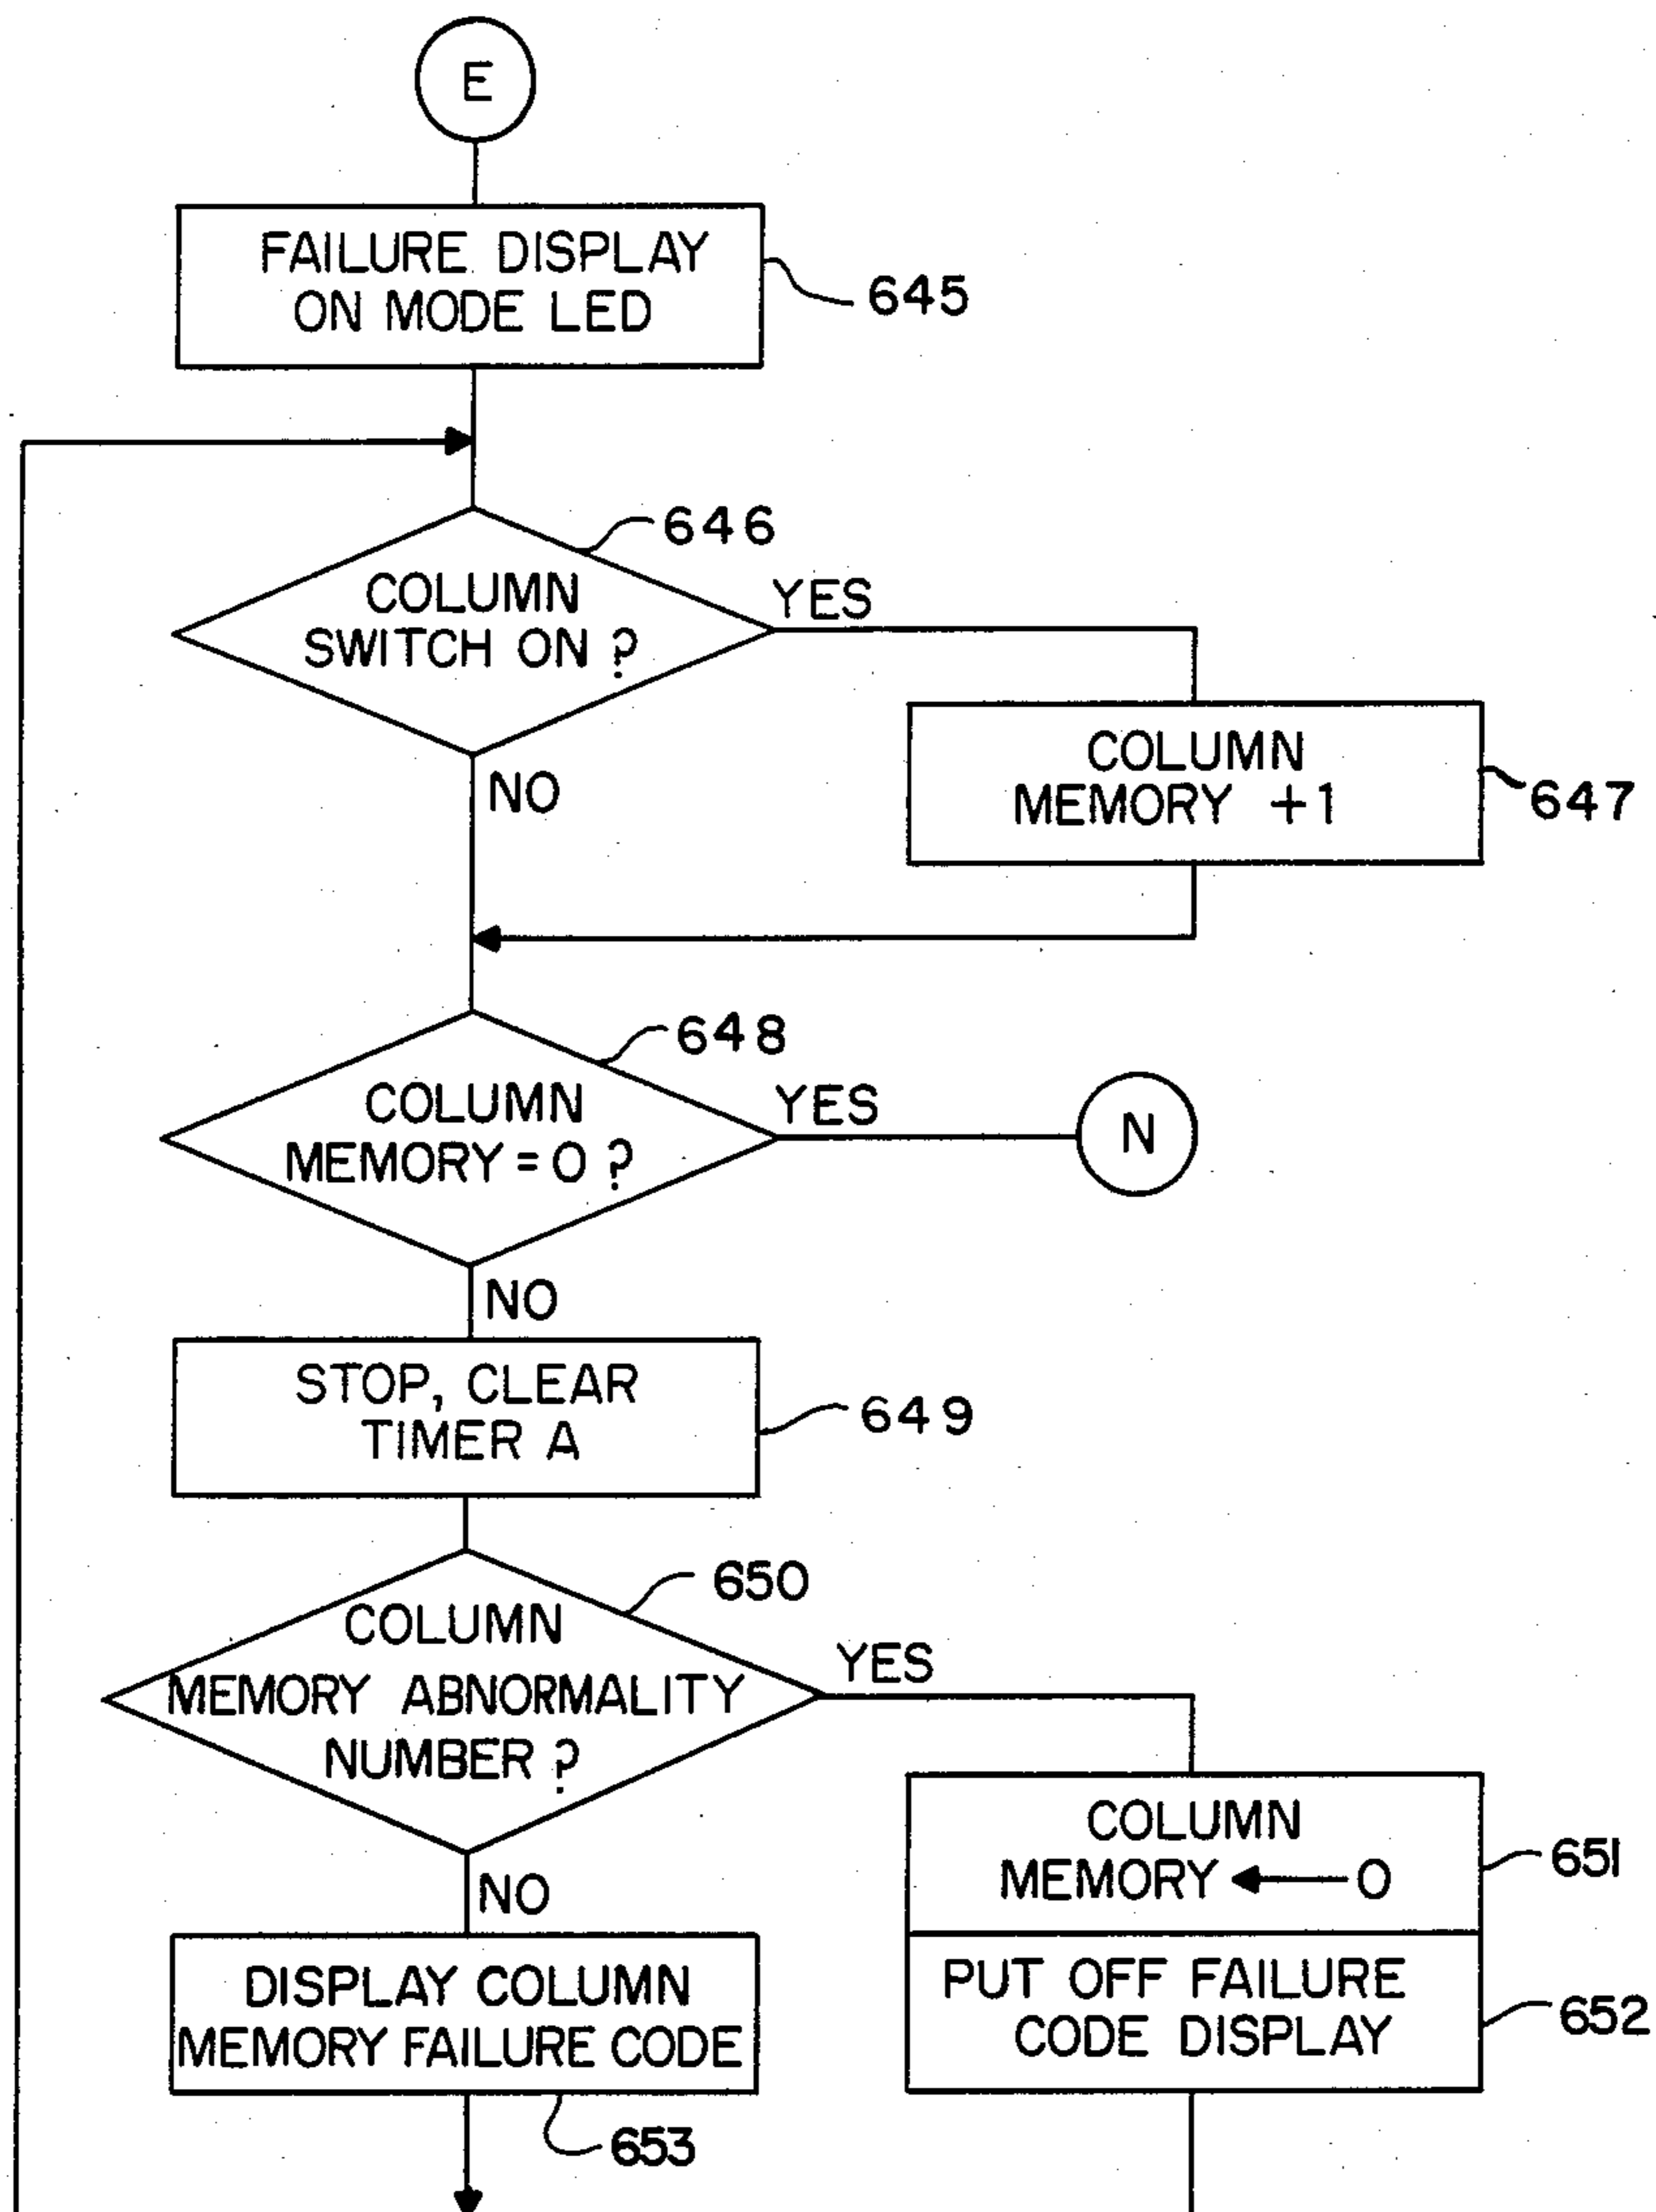 E
FAILURE DISPLAY
ON MODE LED
645
646
COLUMN
SWITCH ON ?
YES
NO
COLUMN
MEMORY +1
647
648
COLUMN
MEMORY = 0 ?
YES
N
NO
STOP, CLEAR
TIMER A
649
650
COLUMN
MEMORY ABNORMALITY
NUMBER ?
YES
NO
COLUMN
MEMORY ← 0
651
PUT OFF FAILURE
CODE DISPLAY
652
DISPLAY COLUMN
MEMORY FAILURE CODE
653